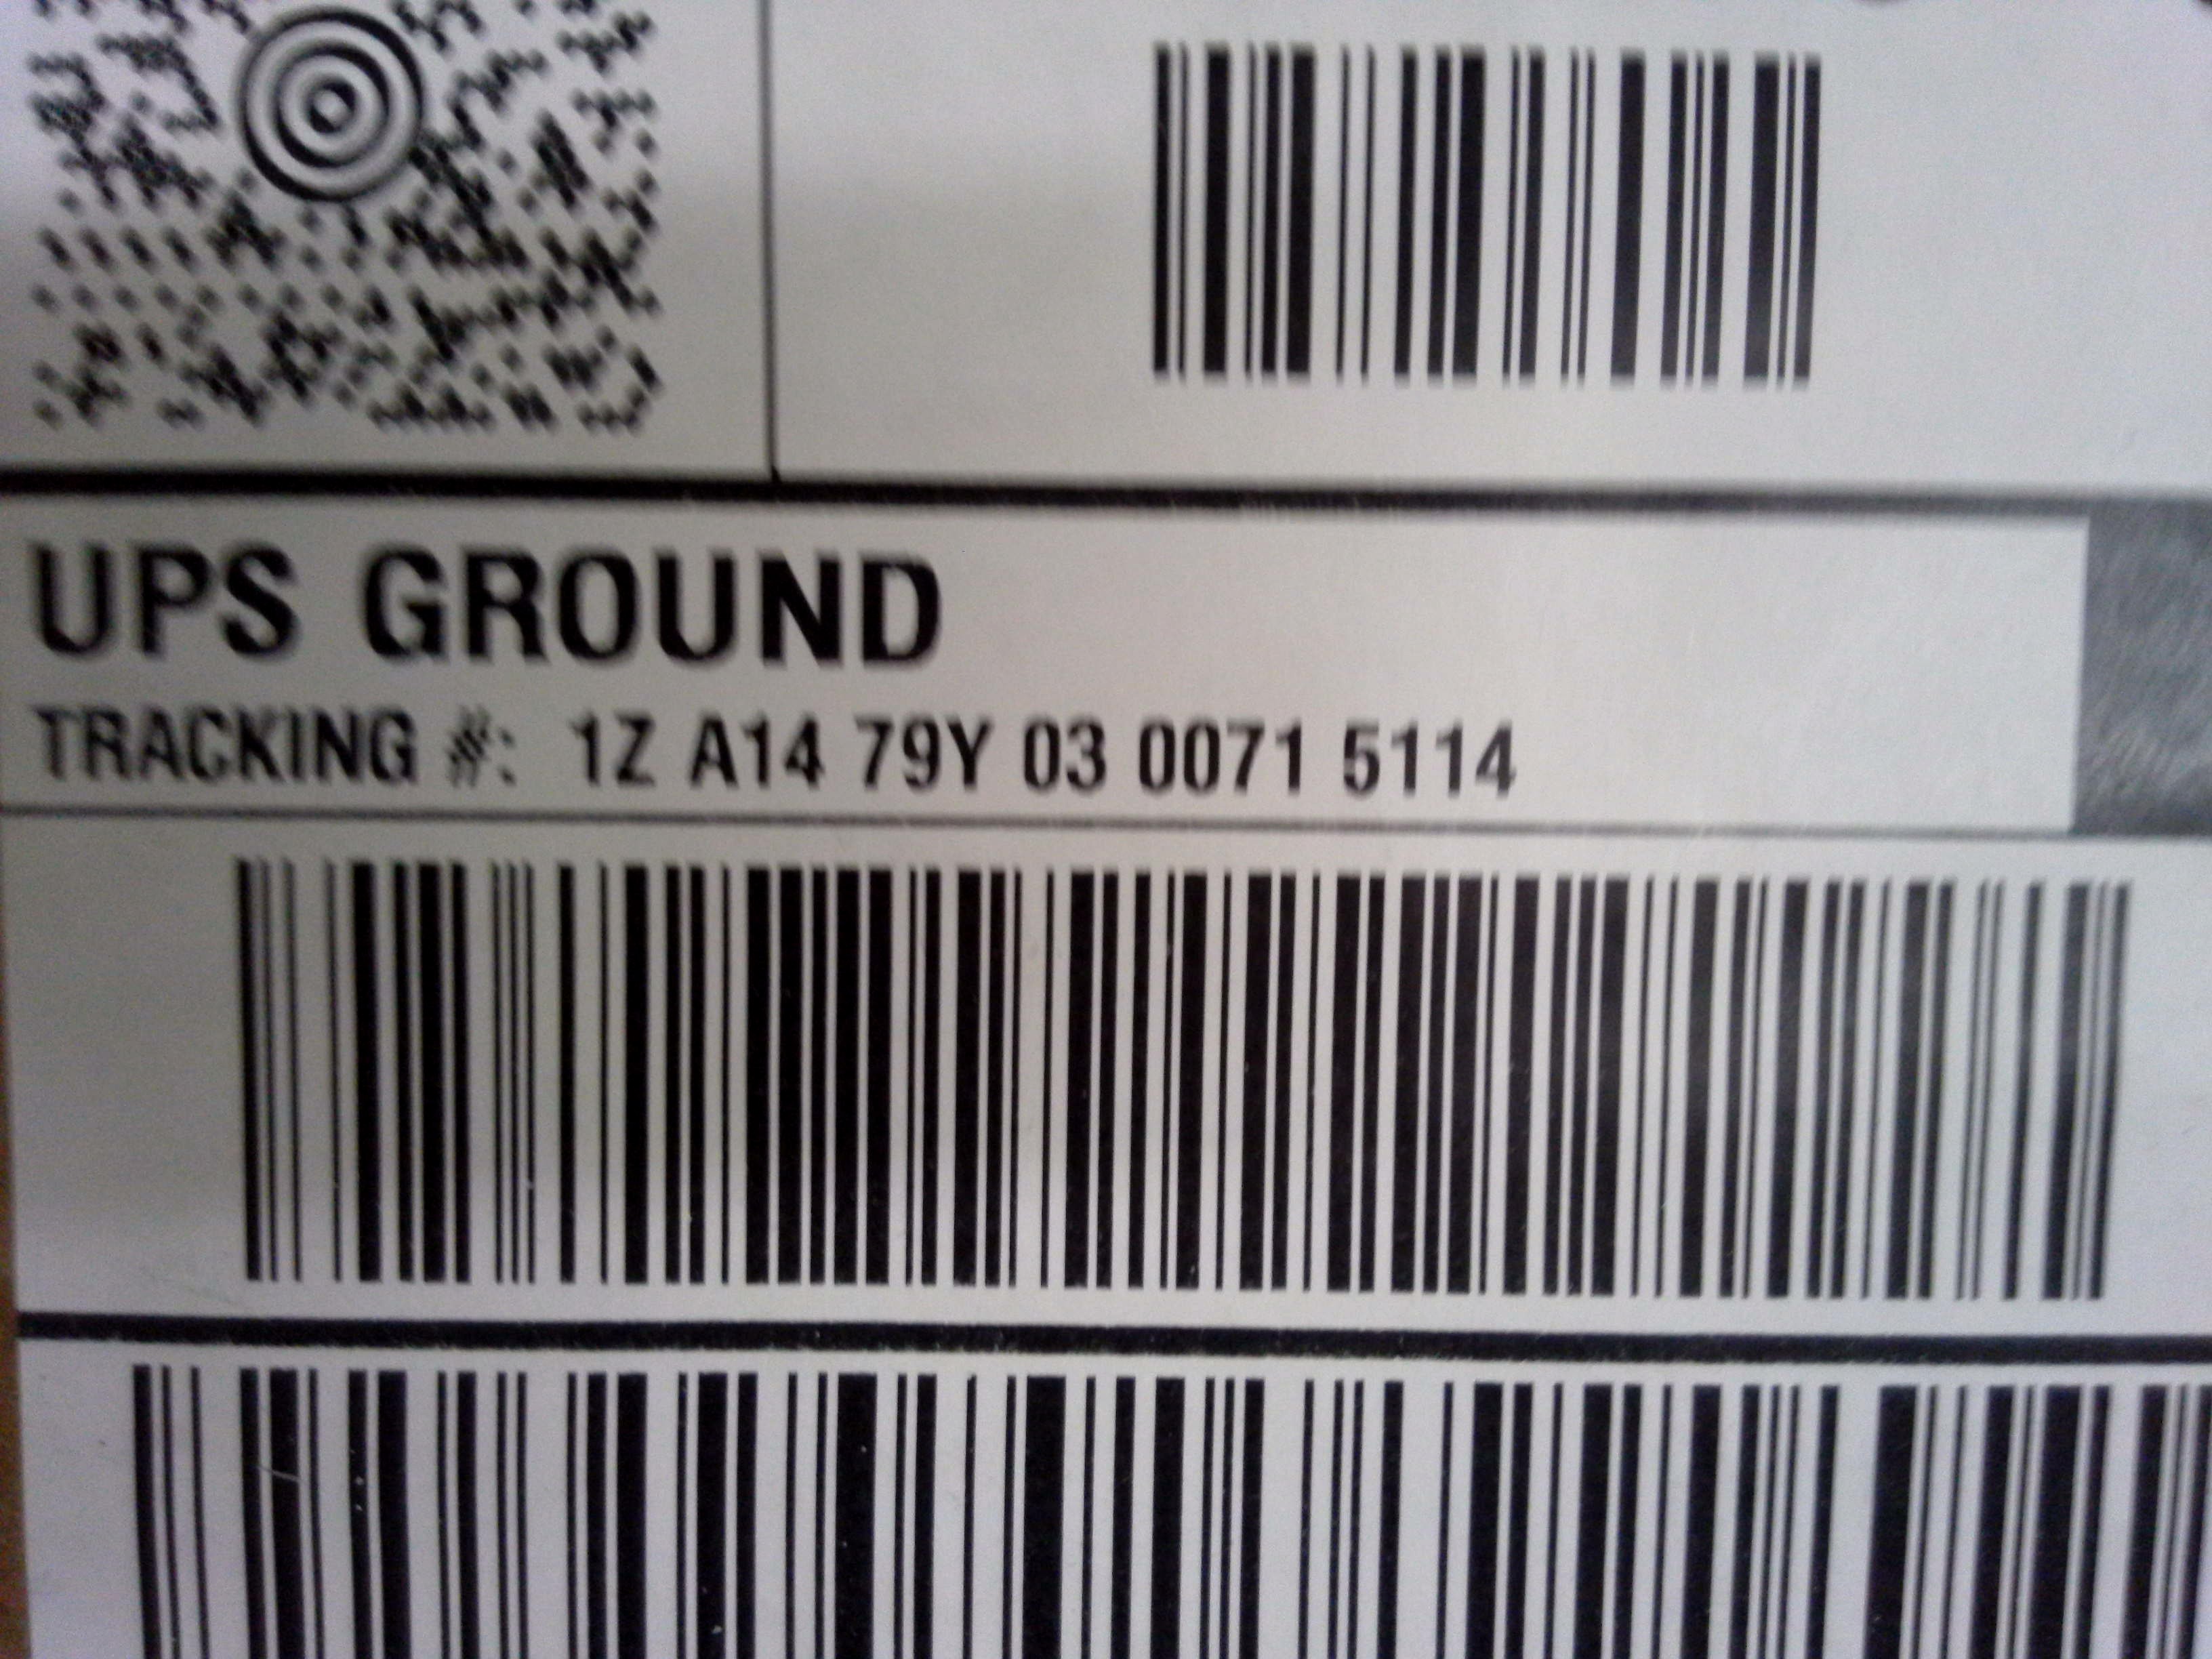 UPS GROUND
TRACKING #: 1Z A14 79Y 03 0071 5114